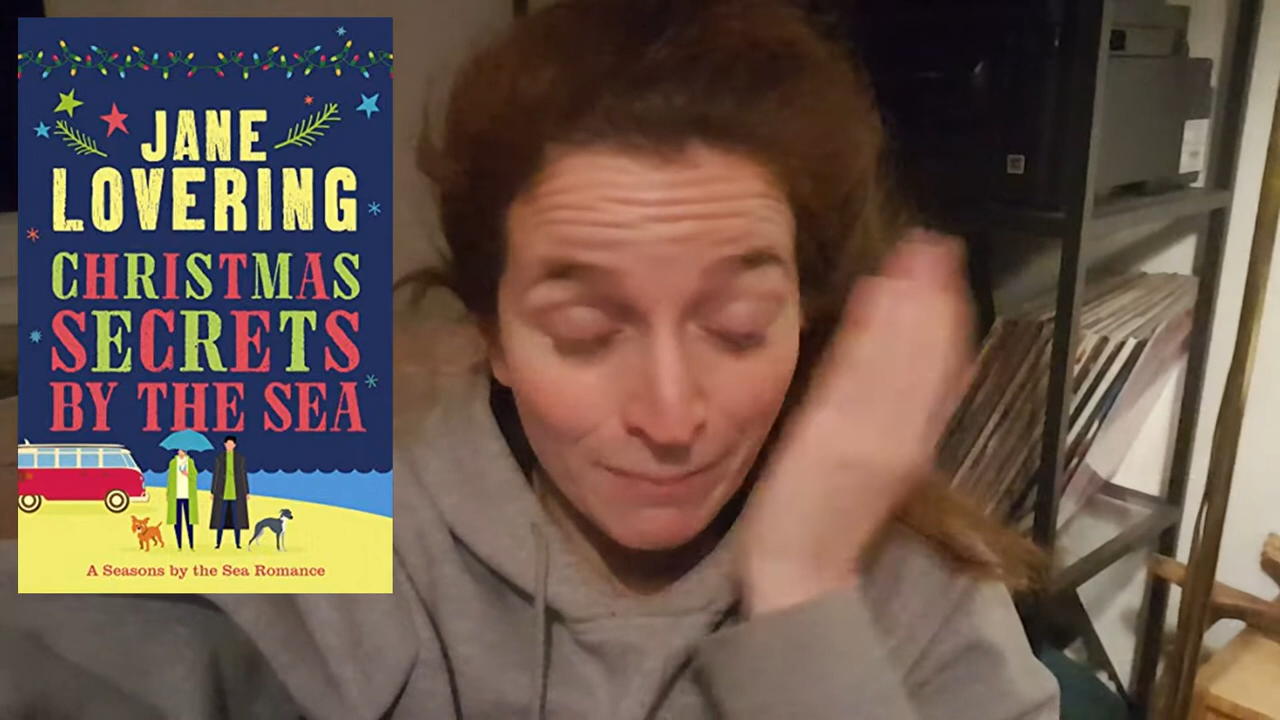 JANE
LOVERING
CHRISTMAS
SECRETS
BY THE SEA
A Seasons by the Sea Romance